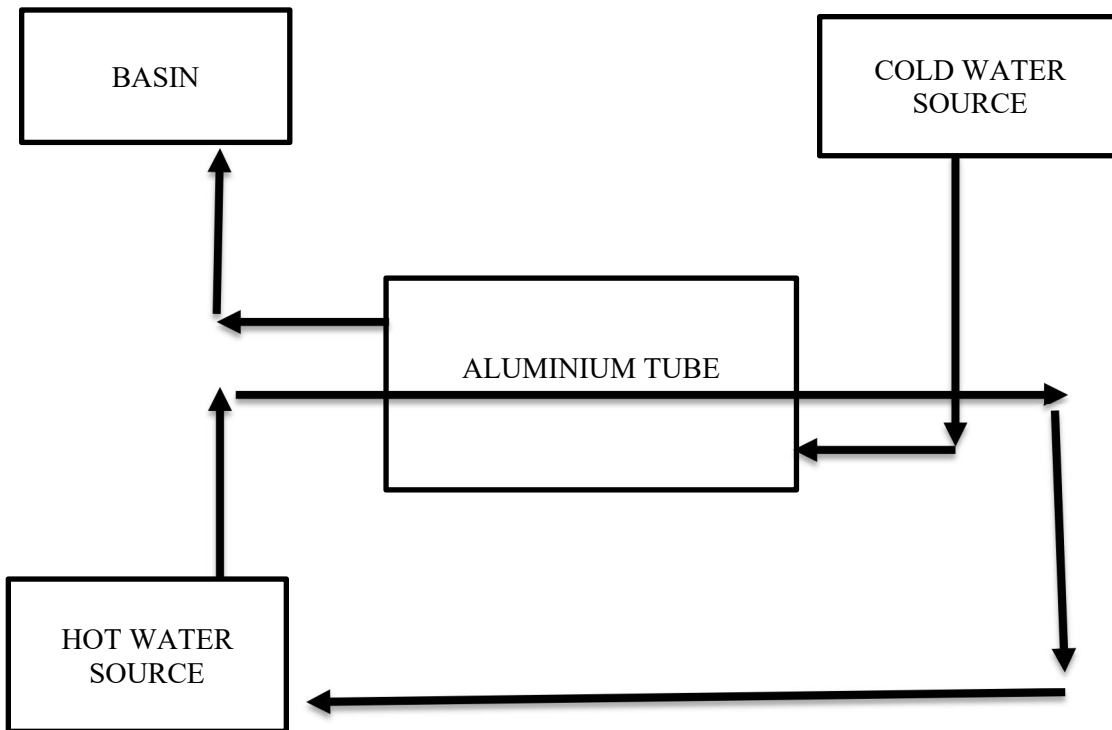 BASIN
COLD WATER
SOURCE
ALUMINIUM TUBE
HOT WATER
SOURCE